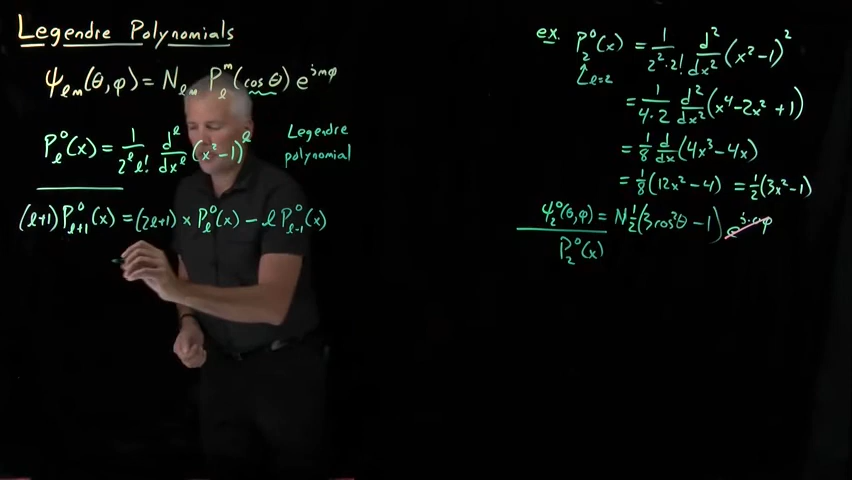 Legendre Polynomials
ψ_ℓm(θ,φ) = N_ℓm P_ℓ^m(cos θ) e^{imφ}
P_ℓ^0(x) = 1/(2^ℓ ℓ!) d^ℓ/dx^ℓ (x²-1)^ℓ Legendre polynomial
(ℓ+1) P_{ℓ+1}^0(x) = (2ℓ+1) x P_ℓ^0(x) - ℓ P_{ℓ-1}^0(x)
ex. P_2^0(x) = 1/(2²·2!) d²/dx² (x²-1)²
ℓ=2
= 1/(4·2) d²/dx² (x⁴-2x²+1)
= 1/8 d/dx (4x³-4x)
= 1/8 (12x²-4) = 1/2 (3x²-1)
ψ_2^0(θ,φ) = N 1/2 (3cos²θ-1) e^{i·0·φ}
P_2^0(x)